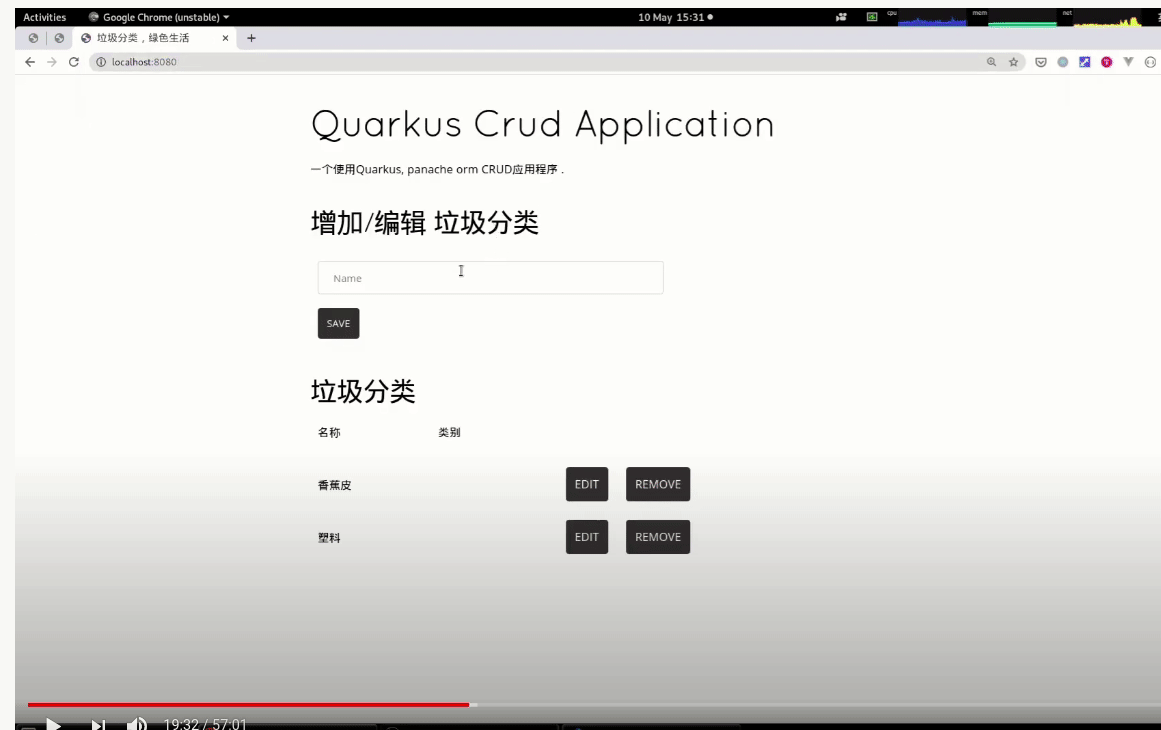 Activities Google Chrome (unstable) 10 May 15:31 cpu mem net
垃圾分类，绿色生活
localhost:8080
Quarkus Crud Application
一个使用Quarkus, panache orm CRUD应用程序 .
增加/编辑 垃圾分类
Name
SAVE
垃圾分类
名称 类别
香蕉皮 EDIT REMOVE
塑料 EDIT REMOVE
19:32 / 57:01